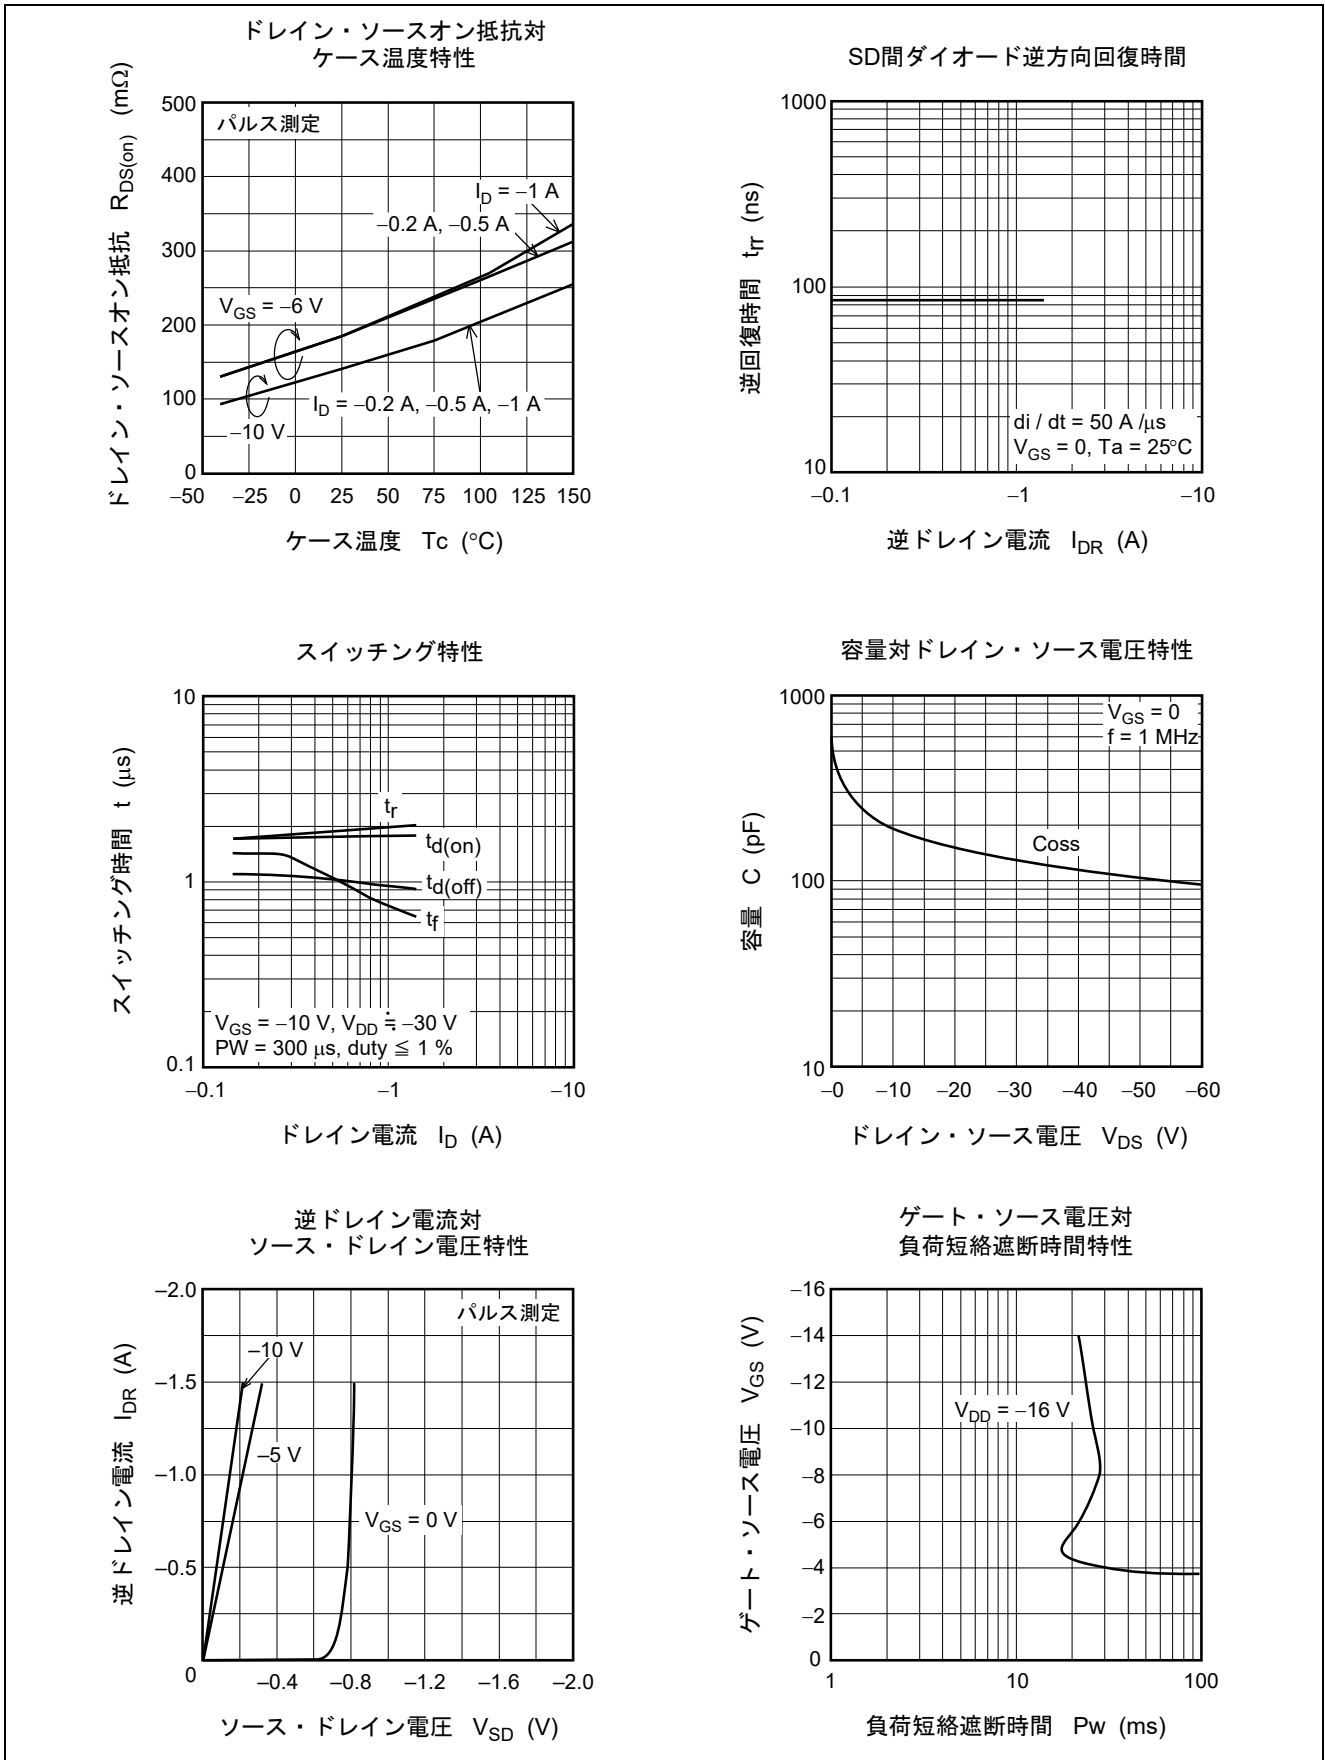 ドレイン・ソースオン抵抗対
ケース温度特性
ドレイン・ソースオン抵抗 R_DS(on) (mΩ)
500
400
300
200
100
0
パルス測定
I_D = −1 A
−0.2 A, −0.5 A
V_GS = −6 V
I_D = −0.2 A, −0.5 A, −1 A
−10 V
−50 −25 0 25 50 75 100 125 150
ケース温度 Tc (°C)
SD間ダイオード逆方向回復時間
逆回復時間 trr (ns)
1000
100
10
di / dt = 50 A /μs
V_GS = 0, Ta = 25°C
−0.1 −1 −10
逆ドレイン電流 I_DR (A)
スイッチング特性
スイッチング時間 t (μs)
10
1
0.1
tr
td(on)
td(off)
tf
V_GS = −10 V, V_DD ≒ −30 V
PW = 300 μs, duty ≦ 1 %
−0.1 −1 −10
ドレイン電流 I_D (A)
容量対ドレイン・ソース電圧特性
容量 C (pF)
1000
100
10
V_GS = 0
f = 1 MHz
Coss
−0 −10 −20 −30 −40 −50 −60
ドレイン・ソース電圧 V_DS (V)
逆ドレイン電流対
ソース・ドレイン電圧特性
逆ドレイン電流 I_DR (A)
−2.0
−1.5
−1.0
−0.5
0
パルス測定
−10 V
−5 V
V_GS = 0 V
−0.4 −0.8 −1.2 −1.6 −2.0
ソース・ドレイン電圧 V_SD (V)
ゲート・ソース電圧対
負荷短絡遮断時間特性
ゲート・ソース電圧 V_GS (V)
−16
−14
−12
−10
−8
−6
−4
−2
0
V_DD = −16 V
1 10 100
負荷短絡遮断時間 Pw (ms)